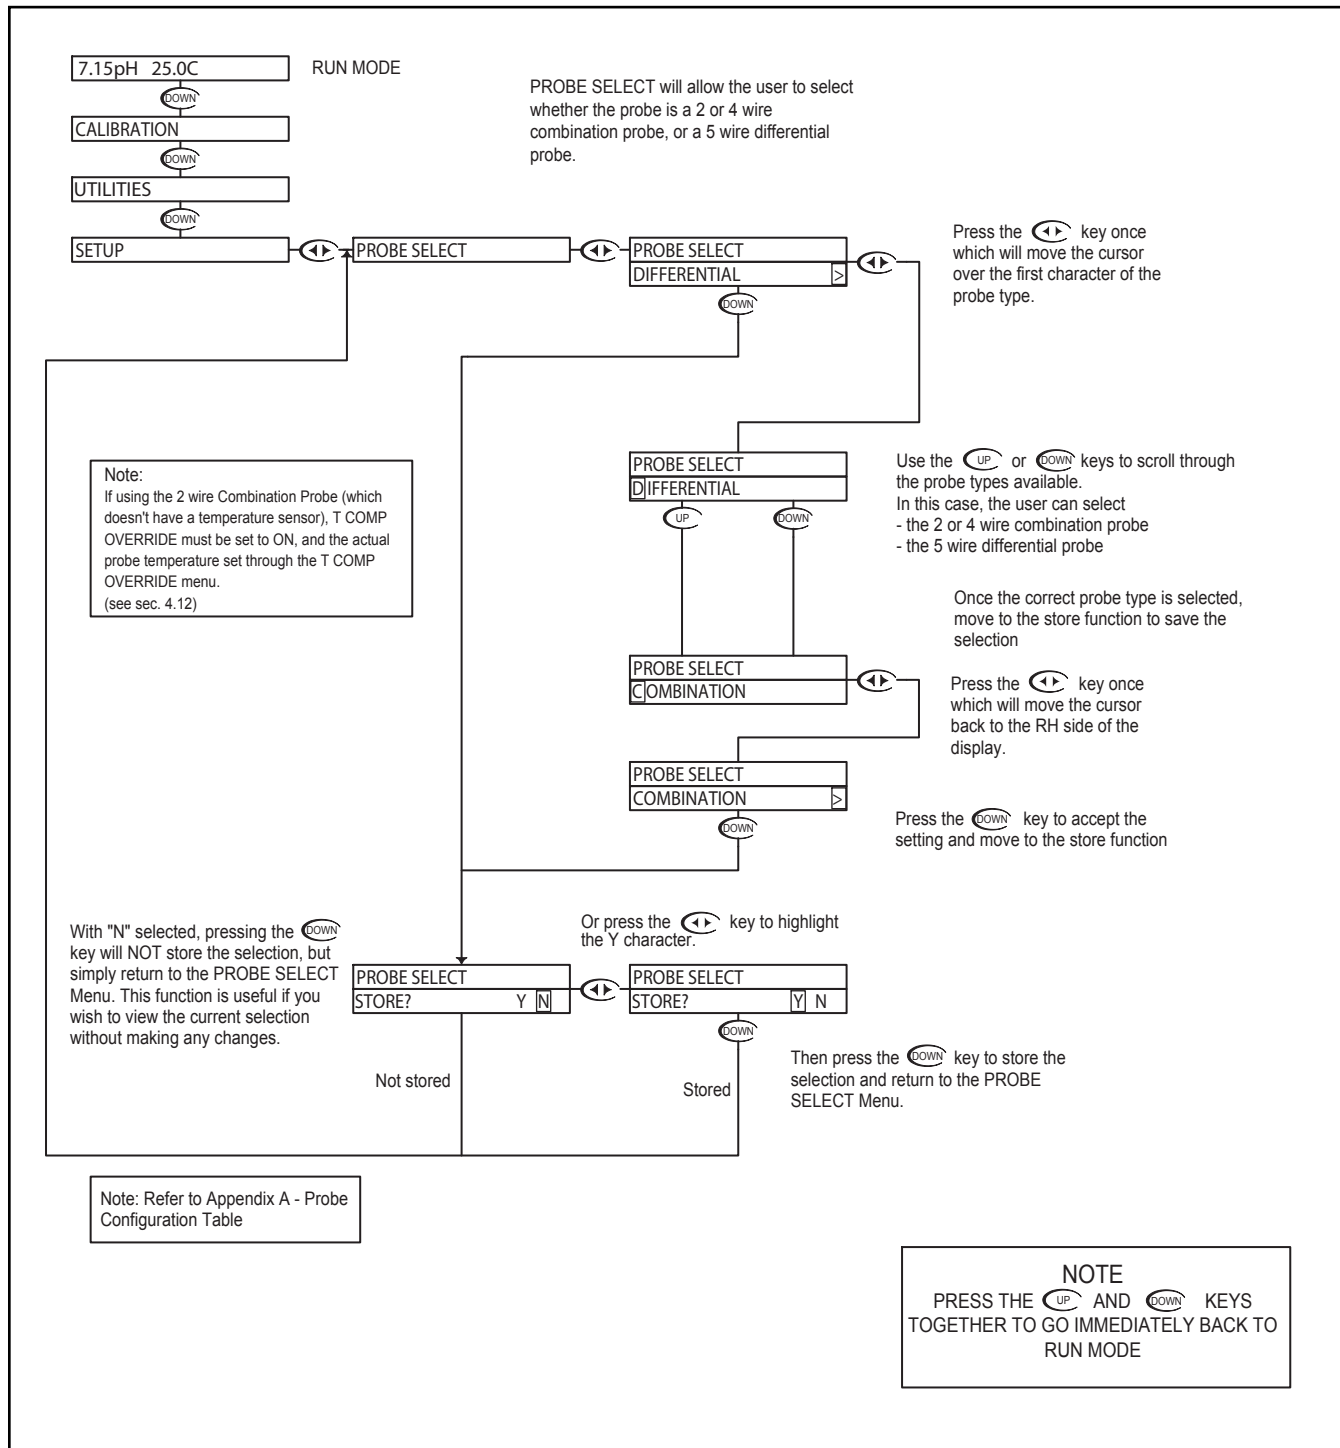 7.15pH 25.0C
RUN MODE
DOWN
CALIBRATION
DOWN
UTILITIES
DOWN
SETUP
PROBE SELECT will allow the user to select
whether the probe is a 2 or 4 wire
combination probe, or a 5 wire differential
probe.
PROBE SELECT
PROBE SELECT
DIFFERENTIAL >
DOWN
Press the key once
which will move the cursor
over the first character of the
probe type.
Note:
If using the 2 wire Combination Probe (which
doesn't have a temperature sensor), T COMP
OVERRIDE must be set to ON, and the actual
probe temperature set through the T COMP
OVERRIDE menu.
(see sec. 4.12)
PROBE SELECT
DIFFERENTIAL
UP DOWN
Use the UP or DOWN keys to scroll through
the probe types available.
In this case, the user can select
- the 2 or 4 wire combination probe
- the 5 wire differential probe
Once the correct probe type is selected,
move to the store function to save the
selection
PROBE SELECT
COMBINATION
Press the key once
which will move the cursor
back to the RH side of the
display.
PROBE SELECT
COMBINATION >
DOWN
Press the DOWN key to accept the
setting and move to the store function
With "N" selected, pressing the DOWN
key will NOT store the selection, but
simply return to the PROBE SELECT
Menu. This function is useful if you
wish to view the current selection
without making any changes.
Or press the key to highlight
the Y character.
PROBE SELECT
STORE? Y N
PROBE SELECT
STORE? Y N
DOWN
Not stored
Stored
Then press the DOWN key to store the
selection and return to the PROBE
SELECT Menu.
Note: Refer to Appendix A - Probe
Configuration Table
NOTE
PRESS THE UP AND DOWN KEYS
TOGETHER TO GO IMMEDIATELY BACK TO
RUN MODE